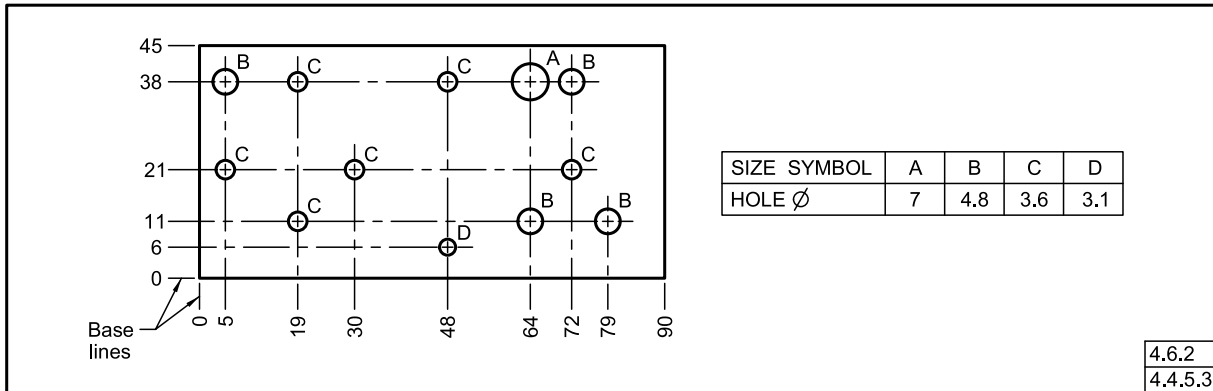 45
B C C A B
38
C C C
21
C B B
11
D
6
0
Base
lines
0 5 19 30 48 64 72 79 90
SIZE SYMBOL A B C D
HOLE Ø 7 4.8 3.6 3.1
4.6.2
4.4.5.3